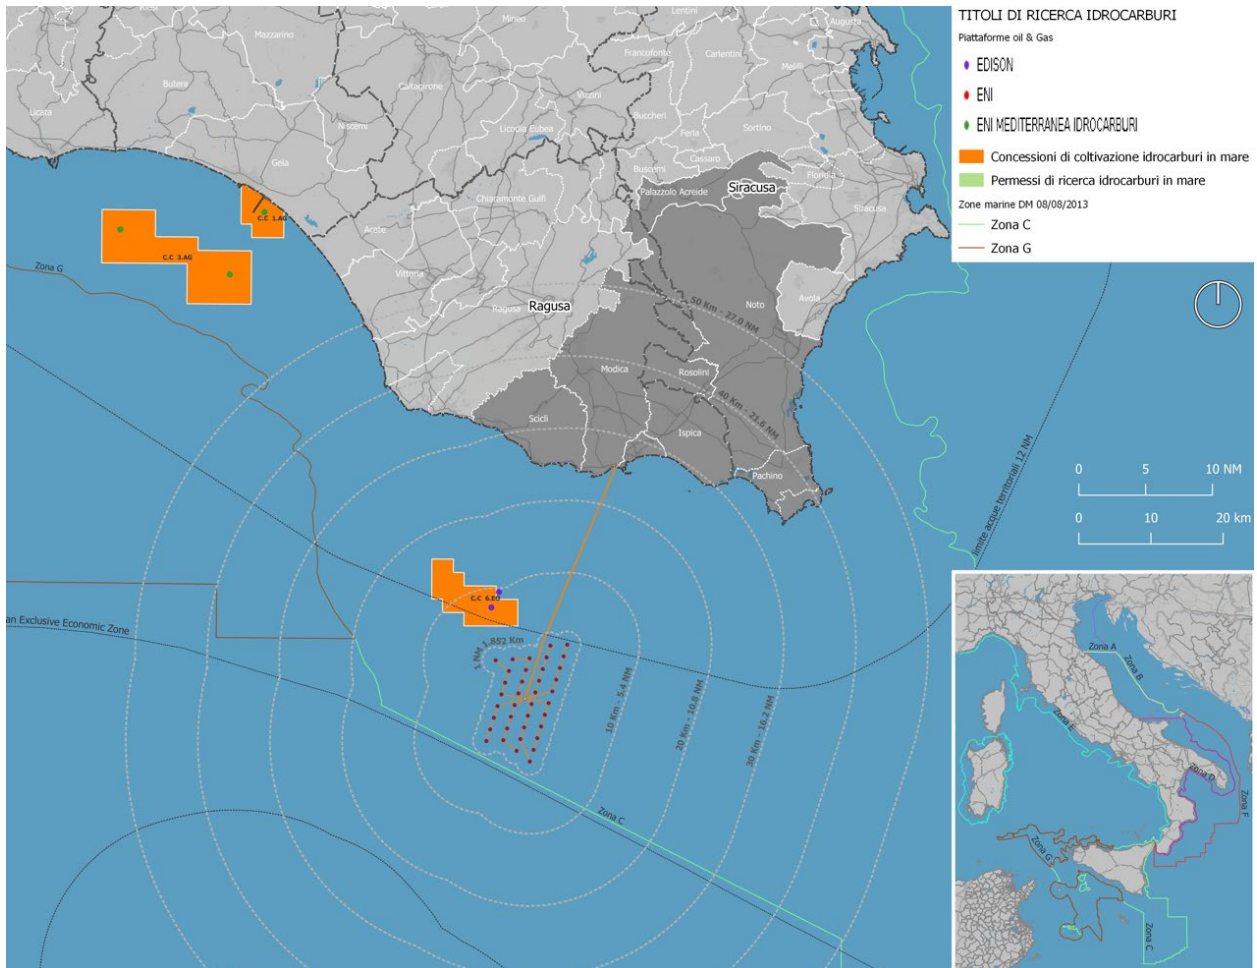 TITOLI DI RICERCA IDROCARBURI
Piattaforme oil & Gas
EDISON
ENI
ENI MEDITERRANEA IDROCARBURI
Concessioni di coltivazione idrocarburi in mare
Permessi di ricerca idrocarburi in mare
Zone marine DM 08/08/2013
Zona C
Zona G
Mineo
Lentini
Augusta
Mazzarino
Francofonte
Carlentini
Melilli
Butera
Caltagirone
Vizzini
Licata
Niscemi
Buccheri
Licodia Eubea
Ferla
Sortino
Gela
Cassaro
Buscemi
Floridia
Palazzolo Acreide
Siracusa
Chiaramonte Gulfi
Siracusa
C.C 1.AG
Acate
C.C 3.AG
Zona G
Vittoria
Ragusa
Ragusa
Noto
Avola
50 Km - 27.0 NM
Modica
Rosolini
40 Km - 21.6 NM
Scicli
Ispica
Pachino
limite acque territoriali 12 NM
0 5 10 NM
0 10 20 km
C.C 6.EO
an Exclusive Economic Zone
1 NM 1.852 Km
10 Km - 5.4 NM
20 Km - 10.8 NM
30 Km - 16.2 NM
Zona C
Zona A
Zona B
Zona E
Zona D
Zona F
Zona G
Zona C